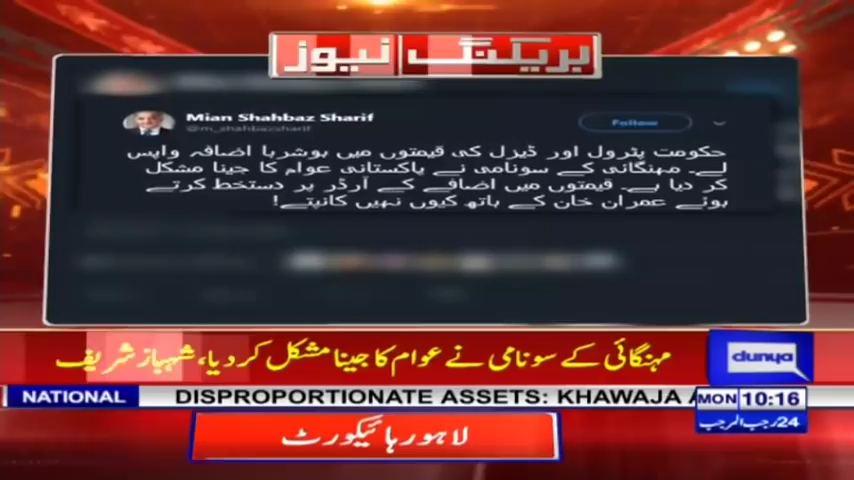 بریکنگ نیوز
Mian Shahbaz Sharif
@m_shahbazsharif
Follow
حکومت پٹرول اور ڈیزل کی قیمتوں میں ہوشربا اضافہ واپس
لے۔ مہنگائی کے سونامی نے پاکستانی عوام کا جینا مشکل
کر دیا ہے۔ قیمتوں میں اضافے کے آرڈر پر دستخط کرتے
ہوئے عمران خان کے ہاتھ کیوں نہیں کانپتے!
مہنگائی کے سونامی نے عوام کا جینا مشکل کر دیا، شہباز شریف
dunya
NATIONAL DISPROPORTIONATE ASSETS: KHAWAJA A
MON 10:16
24 رجب المرجب
لاہور ہائیکورٹ